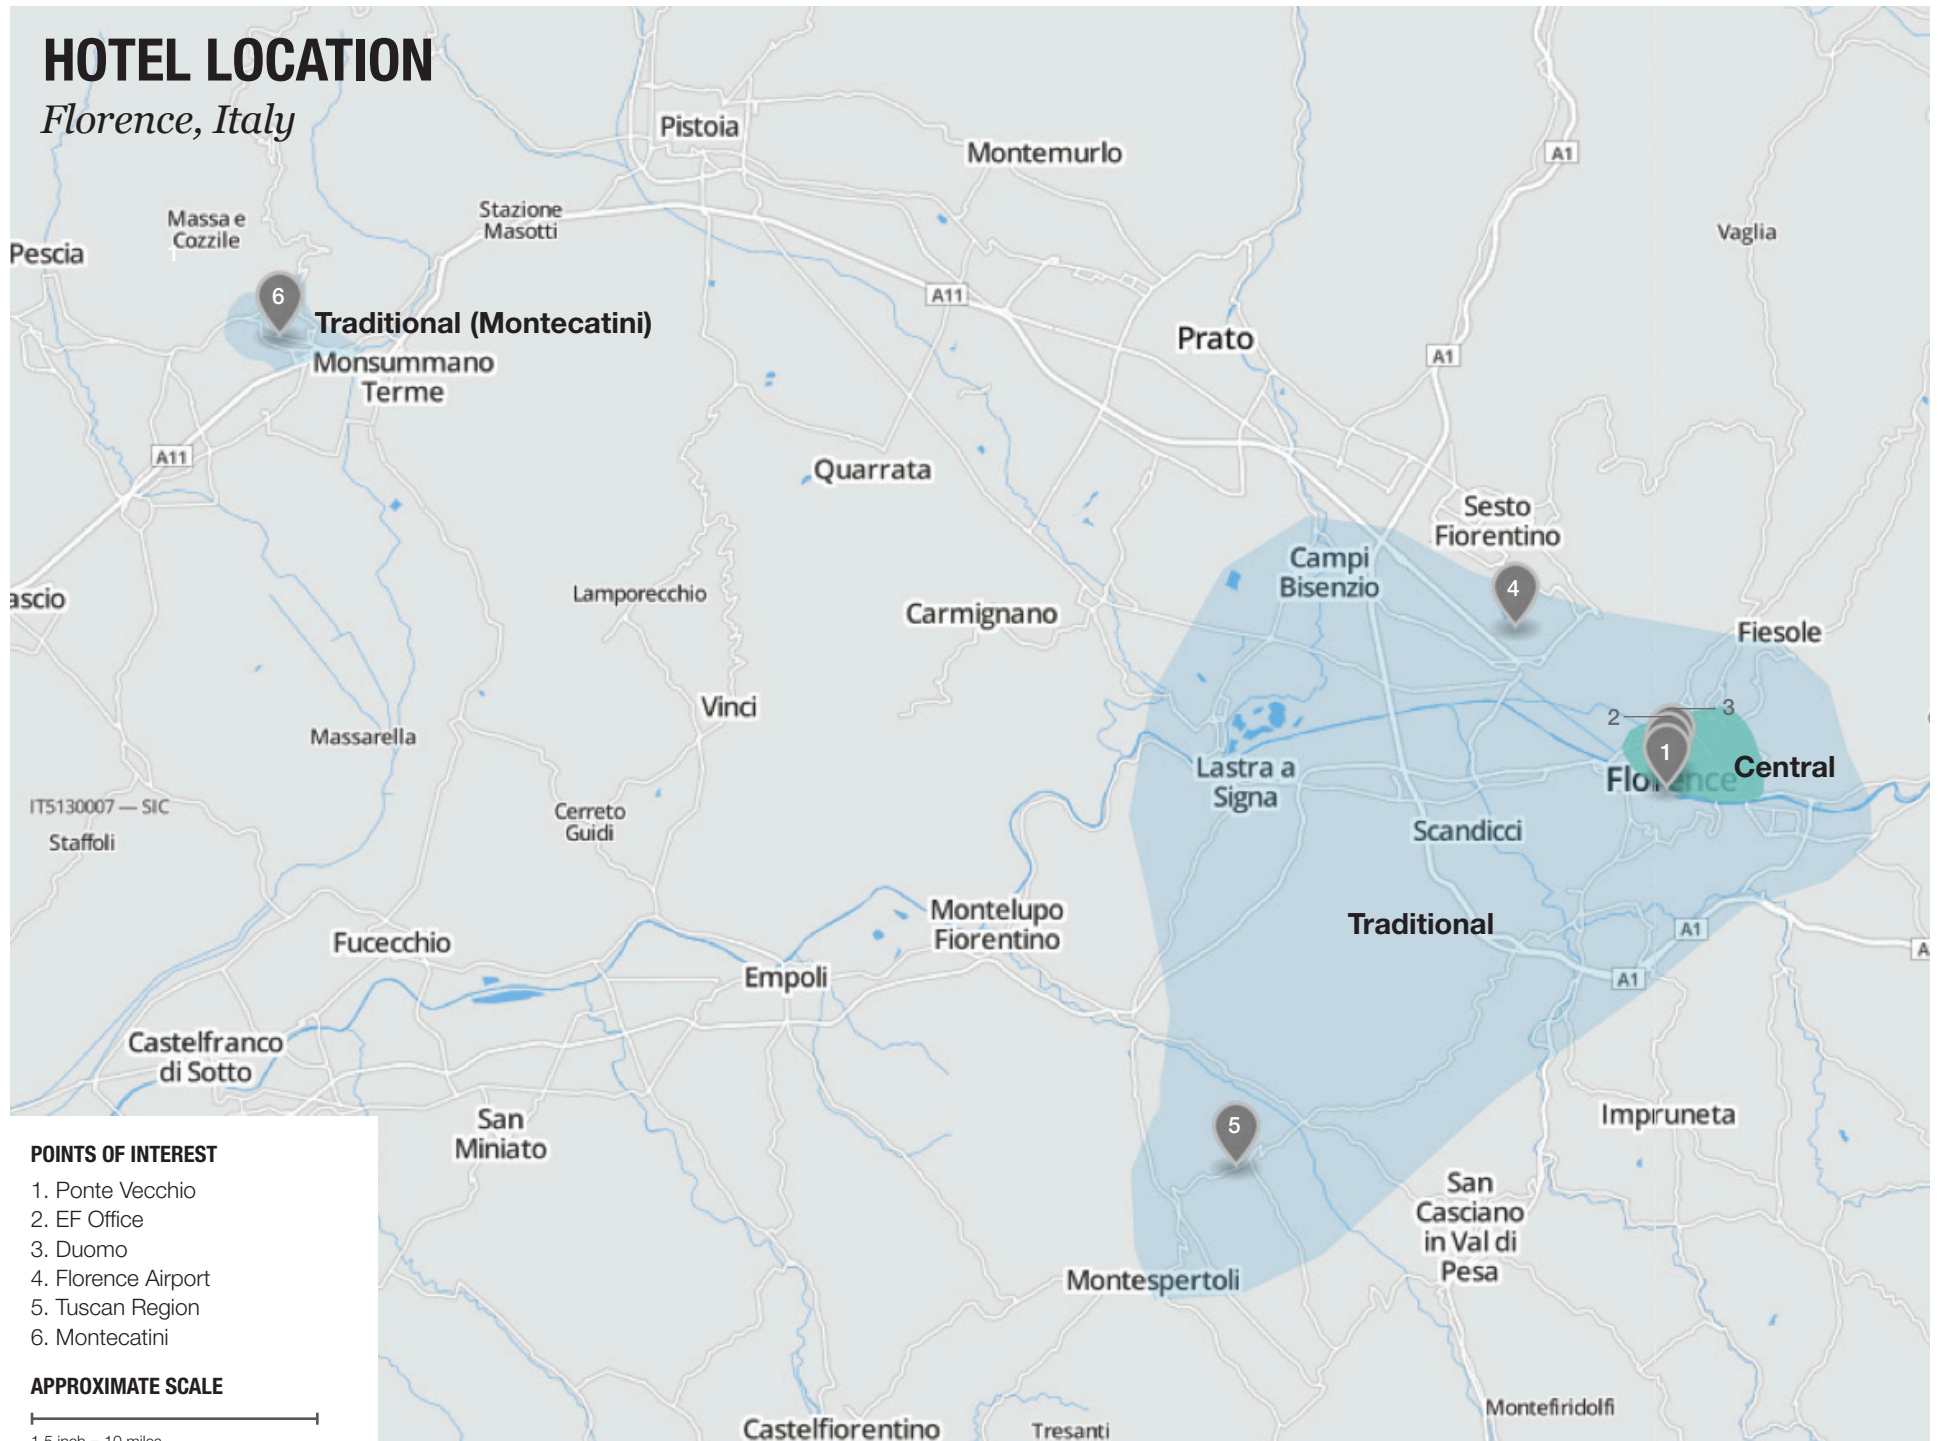 HOTEL LOCATION
Florence, Italy
Pistoia
Montemurlo
A1
Massa e
Cozzile
Stazione
Masotti
Vaglia
Pescia
6
A11
Traditional (Montecatini)
Prato
A1
Monsummano
Terme
A11
Quarrata
Sesto
Fiorentino
Campi
Bisenzio
4
ascio
Lamporecchio
Carmignano
Fiesole
Vinci
2
3
Massarella
1
Lastra a
Signa
Florence
Central
IT5130007 — SIC
Cerreto
Guidi
Scandicci
Staffoli
Montelupo
Fiorentino
Traditional
A1
Fucecchio
A
Empoli
A1
Castelfranco
di Sotto
San
Miniato
5
Impruneta
San
Casciano
in Val di
Pesa
Montespertoli
POINTS OF INTEREST
1. Ponte Vecchio
2. EF Office
3. Duomo
4. Florence Airport
5. Tuscan Region
6. Montecatini
APPROXIMATE SCALE
Montefiridolfi
Castelfiorentino
Tresanti